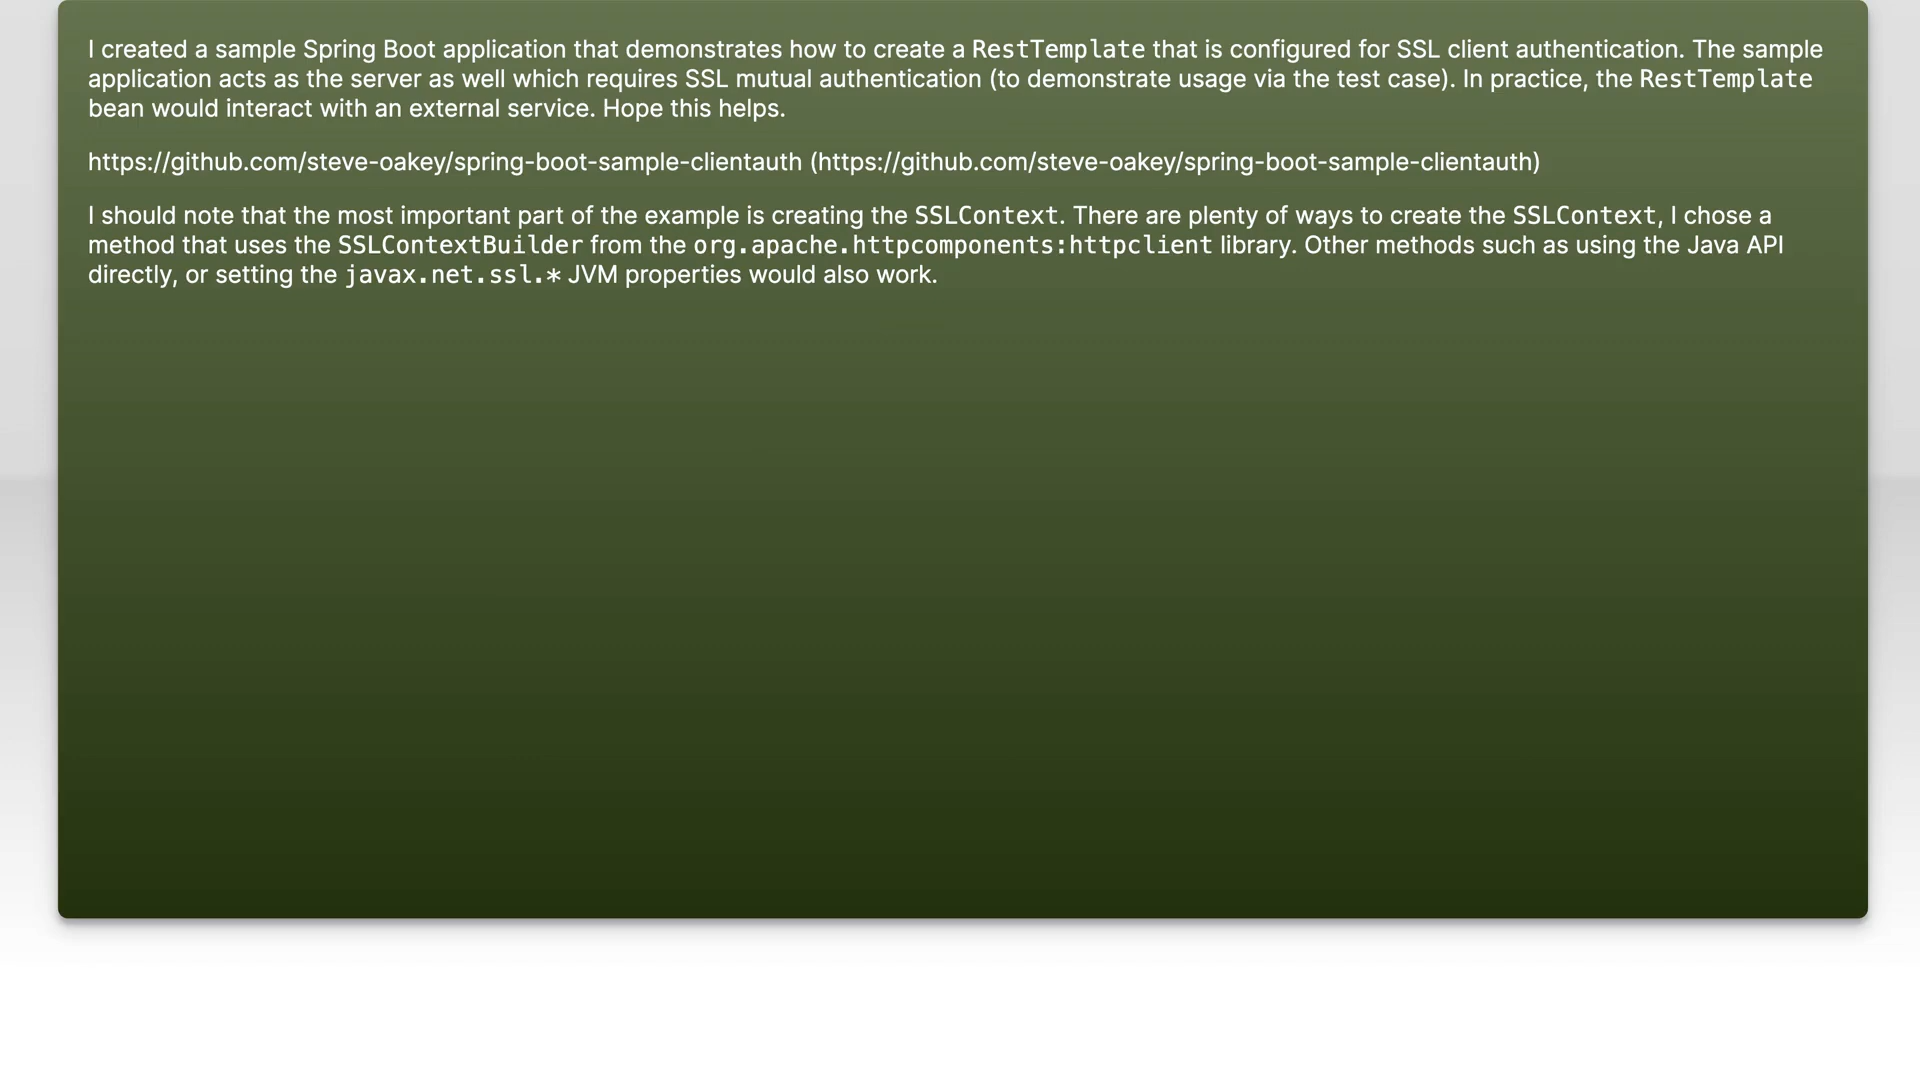 I created a sample Spring Boot application that demonstrates how to create a RestTemplate that is configured for SSL client authentication. The sample
application acts as the server as well which requires SSL mutual authentication (to demonstrate usage via the test case). In practice, the RestTemplate
bean would interact with an external service. Hope this helps.
https://github.com/steve-oakey/spring-boot-sample-clientauth (https://github.com/steve-oakey/spring-boot-sample-clientauth)
I should note that the most important part of the example is creating the SSLContext. There are plenty of ways to create the SSLContext, I chose a
method that uses the SSLContextBuilder from the org.apache.httpcomponents:httpclient library. Other methods such as using the Java API
directly, or setting the javax.net.ssl.* JVM properties would also work.